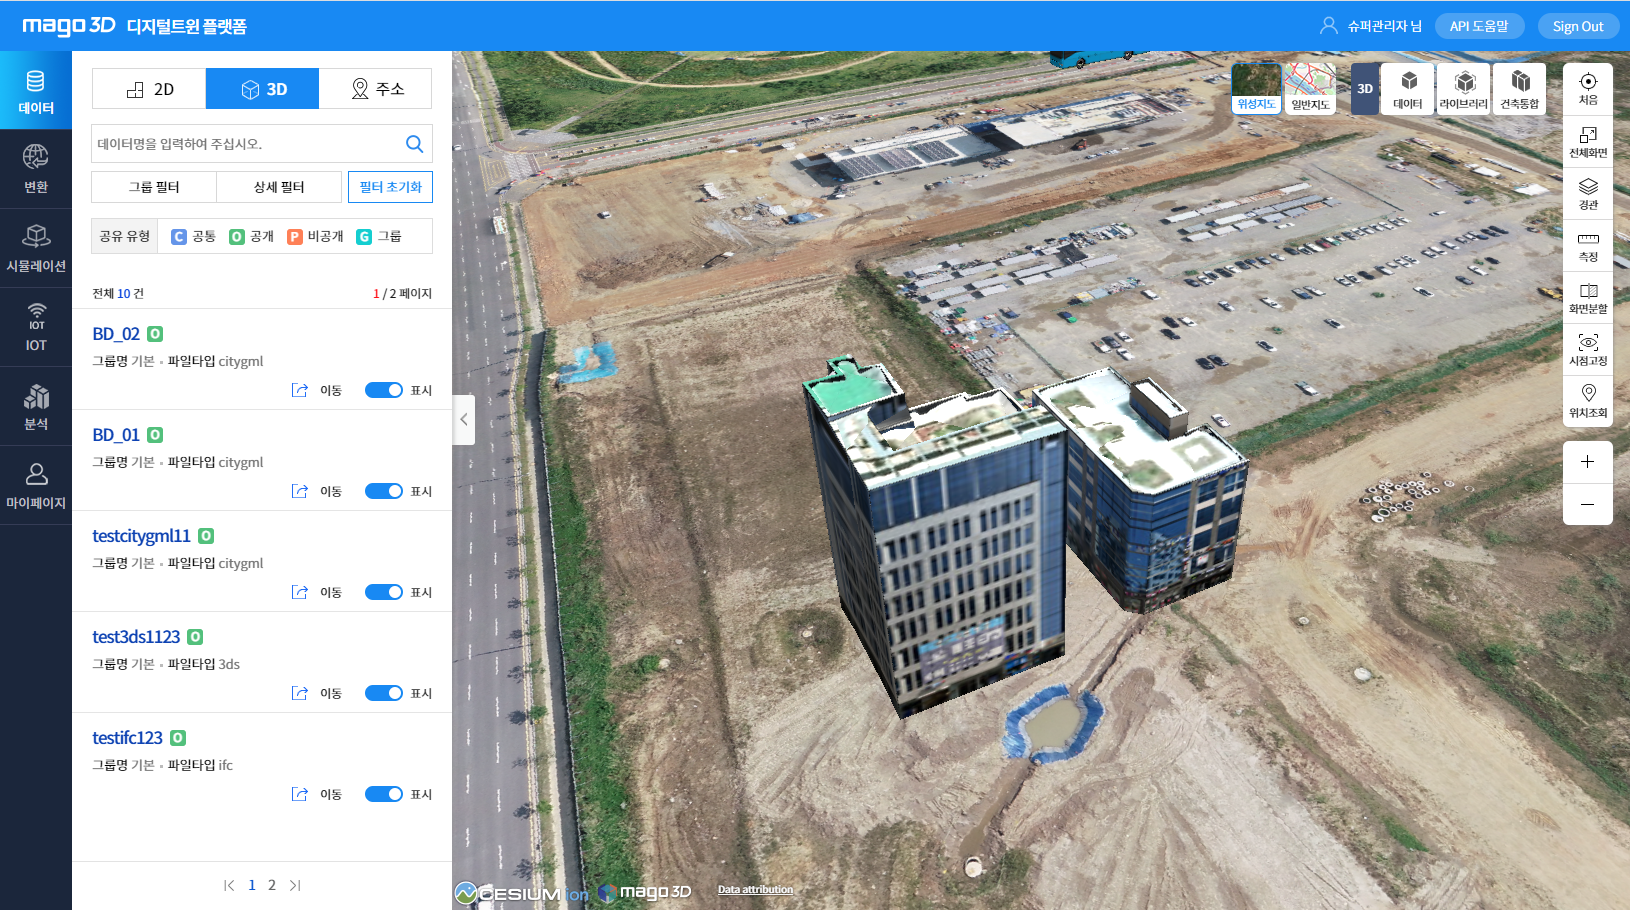 mago 3D 디지털트윈 플랫폼
슈퍼관리자 님
API 도움말
Sign Out
데이터
변환
시뮬레이션
IOT
IOT
분석
마이페이지
2D
3D
주소
데이터명을 입력하여 주십시오.
그룹 필터
상세 필터
필터 초기화
공유 유형
C 공통
O 공개
P 비공개
G 그룹
전체 10 건
1 / 2 페이지
BD_02 O
그룹명 기본 • 파일타입 citygml
이동
표시
BD_01 O
그룹명 기본 • 파일타입 citygml
이동
표시
testcitygml11 O
그룹명 기본 • 파일타입 citygml
이동
표시
test3ds1123 O
그룹명 기본 • 파일타입 3ds
이동
표시
testifc123 O
그룹명 기본 • 파일타입 ifc
이동
표시
1 2
위성지도
일반지도
3D
데이터
라이브러리
건축통합
처음
전체화면
경관
측정
화면분할
시점고정
위치조회
CESIUM ion
mago 3D
Data attribution